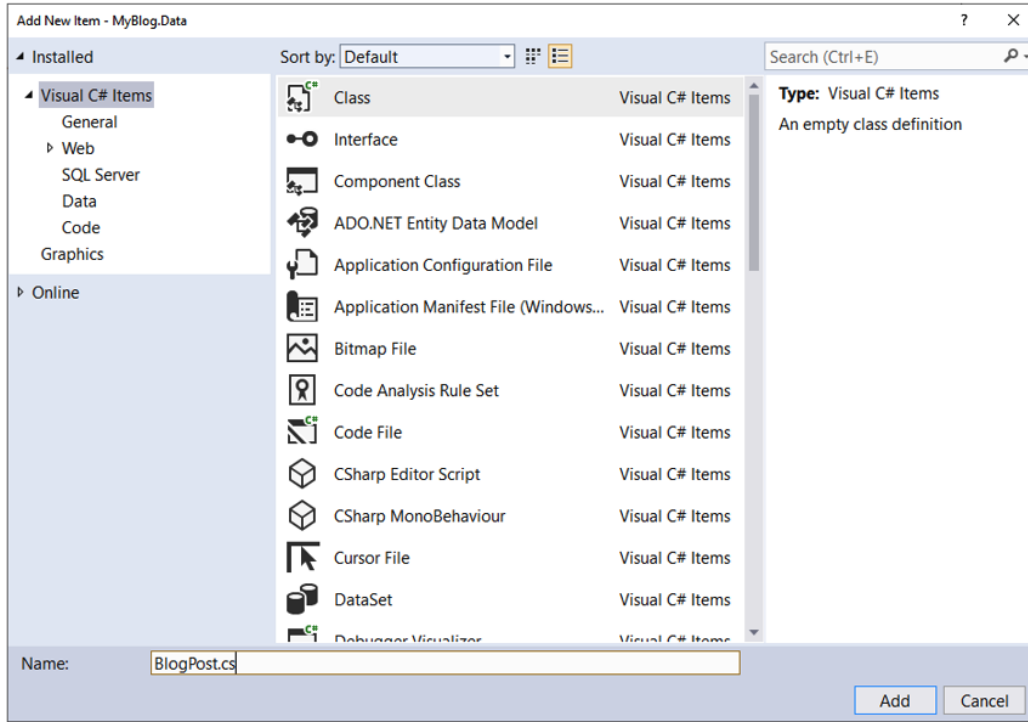 Add New Item - MyBlog.Data ? ×
Installed
Sort by: Default
Search (Ctrl+E)
Visual C# Items
General
Web
SQL Server
Data
Code
Graphics
Online
Class Visual C# Items
Interface Visual C# Items
Component Class Visual C# Items
ADO.NET Entity Data Model Visual C# Items
Application Configuration File Visual C# Items
Application Manifest File (Windows... Visual C# Items
Bitmap File Visual C# Items
Code Analysis Rule Set Visual C# Items
Code File Visual C# Items
CSharp Editor Script Visual C# Items
CSharp MonoBehaviour Visual C# Items
Cursor File Visual C# Items
DataSet Visual C# Items
Debugger Visualizer Visual C# Items
Type: Visual C# Items
An empty class definition
Name: BlogPost.cs
Add Cancel